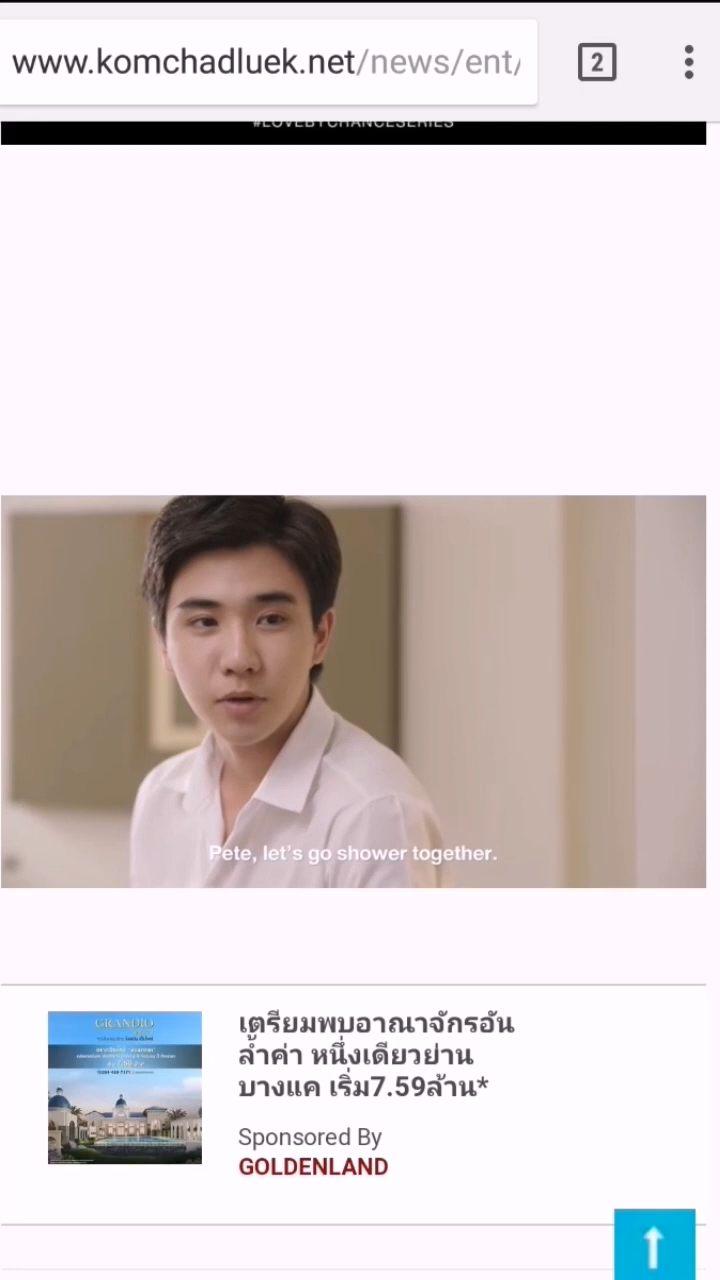 www.komchadluek.net/news/ent/
2
#LOVEBYCHANCESERIES
Pete, let's go shower together.
GRANDIO
เตรียมพบอาณาจักรอัน
ล้ำค่า หนึ่งเดียวย่าน
บางแค เริ่ม7.59ล้าน*
Sponsored By
GOLDENLAND